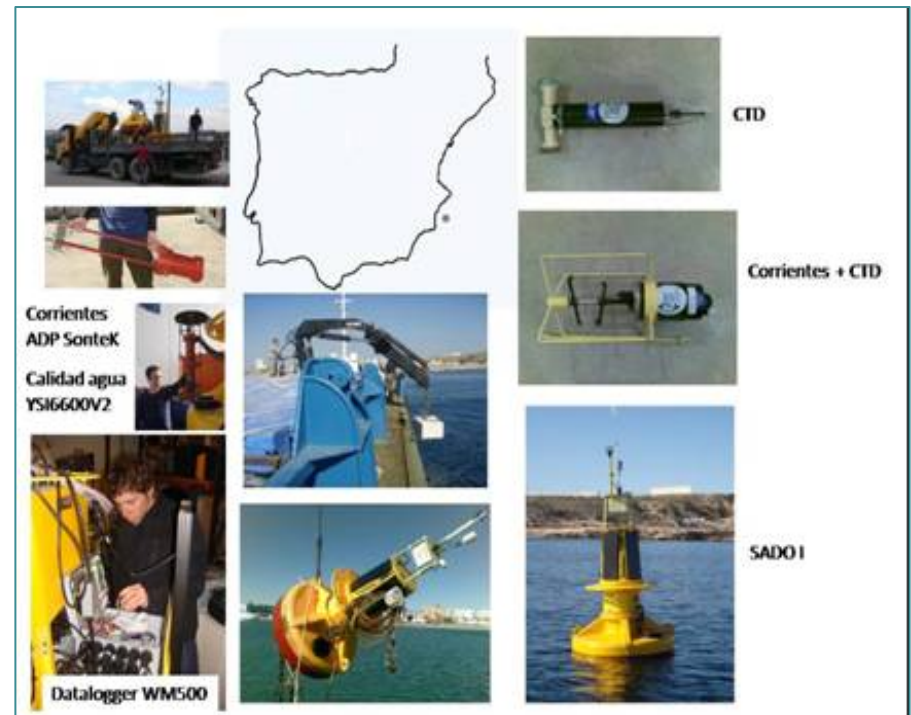 CTD
Corrientes + CTD
Corrientes
ADP SonteK
Calidad agua
YSI6600V2
SADO I
Datalogger WM500